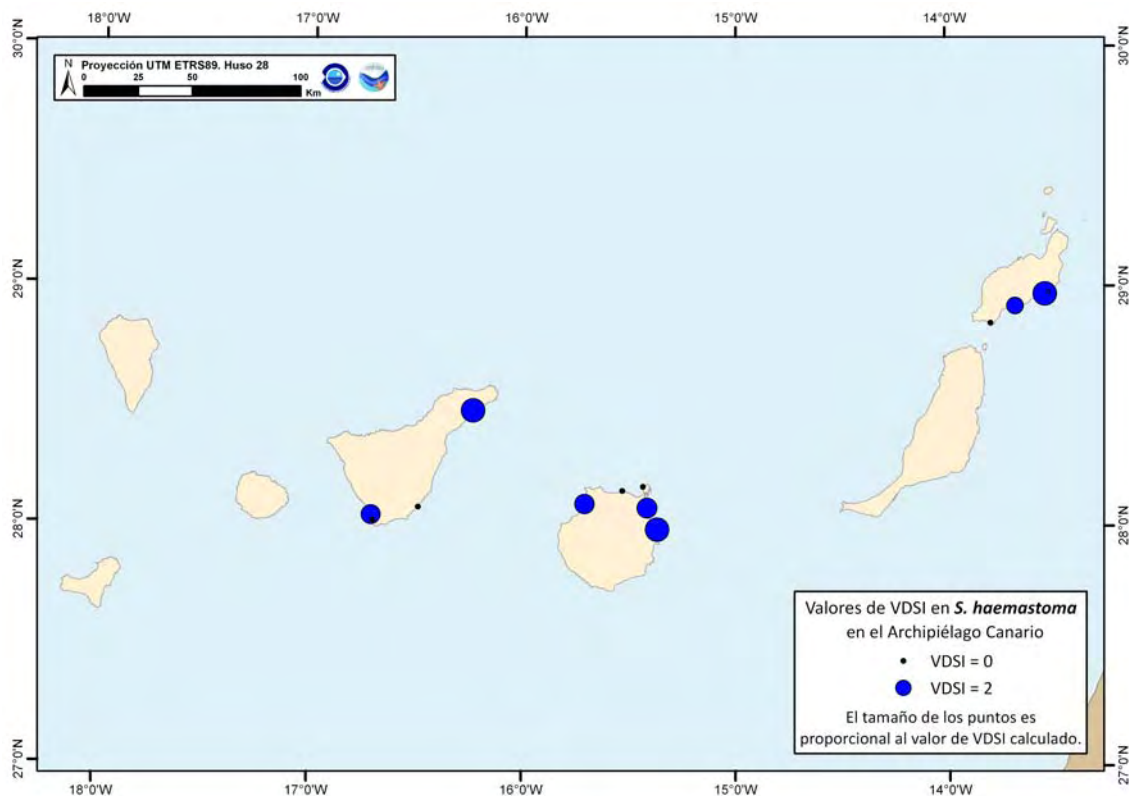 18°0'W 17°0'W 16°0'W 15°0'W 14°0'W
30°0'N 30°0'N
N Proyección UTM ETRS89. Huso 28
0 25 50 100
Km
29°0'N 29°0'N
28°0'N 28°0'N
Valores de VDSI en S. haemastoma
en el Archipiélago Canario
VDSI = 0
VDSI = 2
El tamaño de los puntos es
proporcional al valor de VDSI calculado.
27°0'N 27°0'N
18°0'W 17°0'W 16°0'W 15°0'W 14°0'W